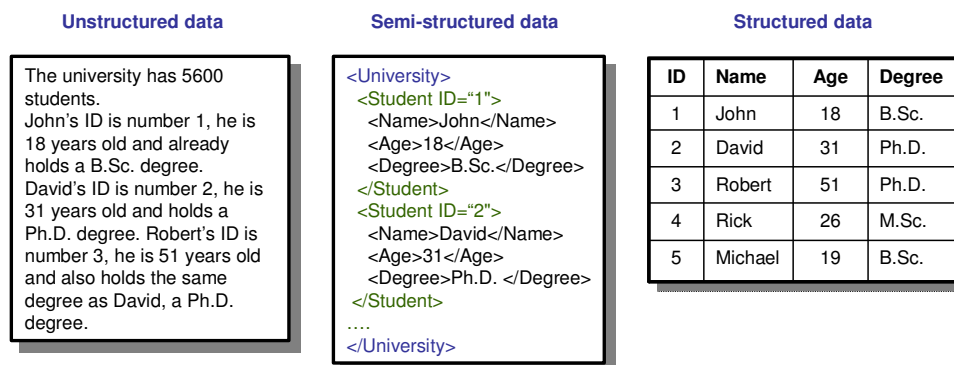 Unstructured data
The university has 5600
students.
John's ID is number 1, he is
18 years old and already
holds a B.Sc. degree.
David's ID is number 2, he is
31 years old and holds a
Ph.D. degree. Robert's ID is
number 3, he is 51 years old
and also holds the same
degree as David, a Ph.D.
degree.
Semi-structured data
<University>
<Student ID=“1">
<Name>John</Name>
<Age>18</Age>
<Degree>B.Sc.</Degree>
</Student>
<Student ID=“2">
<Name>David</Name>
<Age>31</Age>
<Degree>Ph.D. </Degree>
</Student>
….
</University>
Structured data
ID Name Age Degree
1 John 18 B.Sc.
2 David 31 Ph.D.
3 Robert 51 Ph.D.
4 Rick 26 M.Sc.
5 Michael 19 B.Sc.